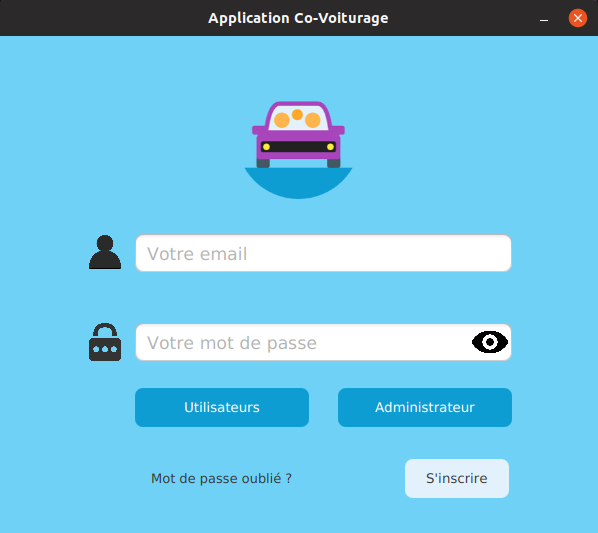 Application Co-Voiturage
Votre email
Votre mot de passe
Utilisateurs
Administrateur
Mot de passe oublié ?
S'inscrire